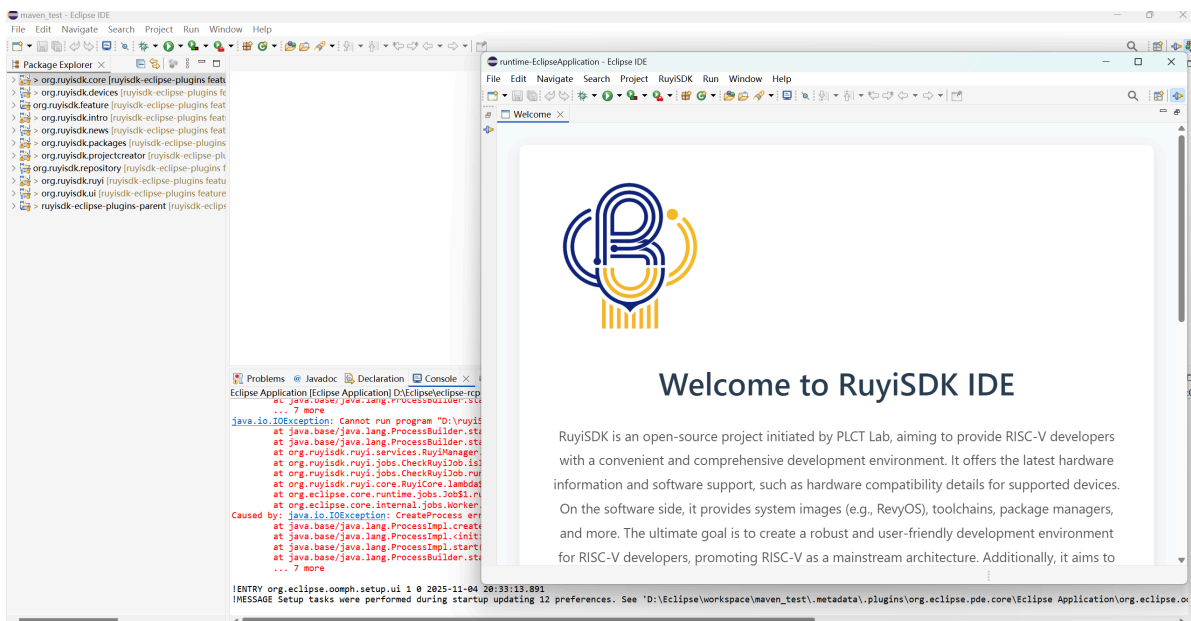 maven_test - Eclipse IDE
File Edit Navigate Search Project Run Window Help
Package Explorer
> org.ruyisdk.core [ruyisdk-eclipse-plugins featu
> org.ruyisdk.devices [ruyisdk-eclipse-plugins fe
org.ruyisdk.feature [ruyisdk-eclipse-plugins feat
> org.ruyisdk.intro [ruyisdk-eclipse-plugins feat
> org.ruyisdk.news [ruyisdk-eclipse-plugins feat
> org.ruyisdk.packages [ruyisdk-eclipse-plugins
> org.ruyisdk.projectcreator [ruyisdk-eclipse-plu
org.ruyisdk.repository [ruyisdk-eclipse-plugins f
> org.ruyisdk.ruyi [ruyisdk-eclipse-plugins featu
> org.ruyisdk.ui [ruyisdk-eclipse-plugins feature
> ruyisdk-eclipse-plugins-parent [ruyisdk-eclips
Problems @ Javadoc Declaration Console
Eclipse Application [Eclipse Application] D:\Eclipse\eclipse-rcp
at java.base/java.lang.ProcessBuilder.sta
... 7 more
java.io.IOException: Cannot run program "D:\ruyiS
at java.base/java.lang.ProcessBuilder.sta
at java.base/java.lang.ProcessBuilder.sta
at org.ruyisdk.ruyi.services.RuyiManager
at org.ruyisdk.ruyi.jobs.CheckRuyiJob.isI
at org.ruyisdk.ruyi.jobs.CheckRuyiJob.run
at org.ruyisdk.ruyi.core.RuyiCore.lambda$
at org.eclipse.core.runtime.jobs.Job$1.ru
at org.eclipse.core.internal.jobs.Worker
Caused by: java.io.IOException: CreateProcess err
at java.base/java.lang.ProcessImpl.create
at java.base/java.lang.ProcessImpl.<init
at java.base/java.lang.ProcessImpl.start
at java.base/java.lang.ProcessBuilder.sta
... 7 more
!ENTRY org.eclipse.oomph.setup.ui 1 0 2025-11-04 20:33:13.891
!MESSAGE Setup tasks were performed during startup updating 12 preferences. See 'D:\Eclipse\workspace\maven_test\.metadata\.plugins\org.eclipse.pde.core\Eclipse Application\org.eclipse.oo
runtime-EclipseApplication - Eclipse IDE
File Edit Navigate Search Project RuyiSDK Run Window Help
Welcome
Welcome to RuyiSDK IDE
RuyiSDK is an open-source project initiated by PLCT Lab, aiming to provide RISC-V developers
with a convenient and comprehensive development environment. It offers the latest hardware
information and software support, such as hardware compatibility details for supported devices.
On the software side, it provides system images (e.g., RevyOS), toolchains, package managers,
and more. The ultimate goal is to create a robust and user-friendly development environment
for RISC-V developers, promoting RISC-V as a mainstream architecture. Additionally, it aims to